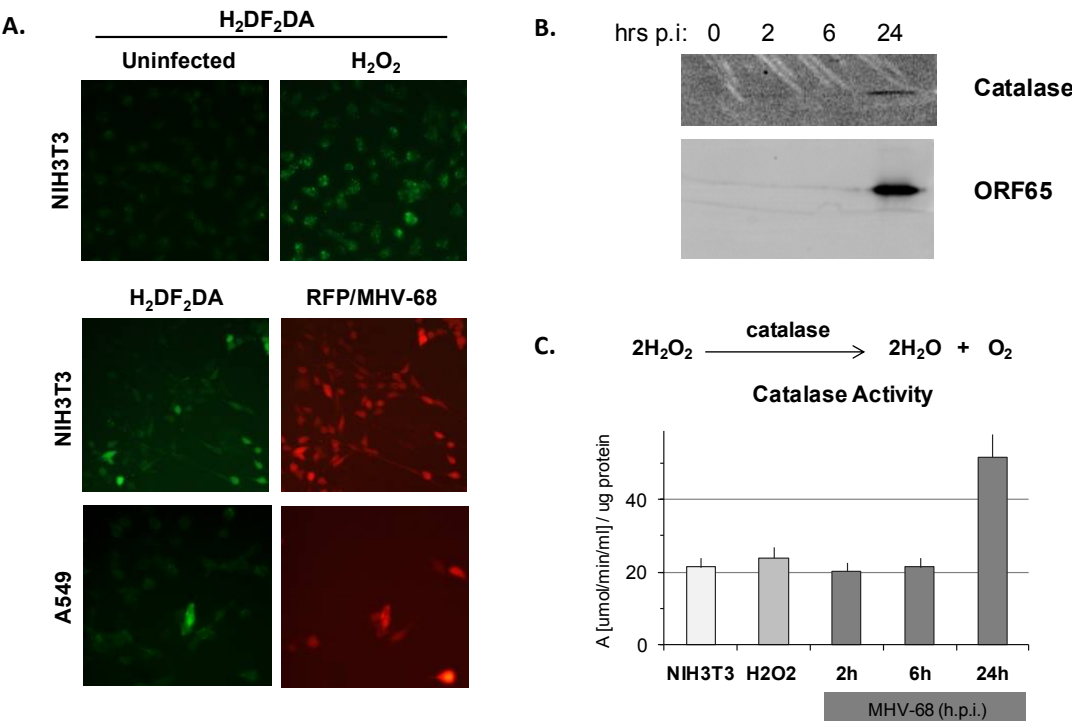 A.
H₂DF₂DA
Uninfected H₂O₂
NIH3T3
H₂DF₂DA RFP/MHV-68
NIH3T3
A549
B.
hrs p.i: 0 2 6 24
Catalase
ORF65
C.
catalase
2H₂O₂ → 2H₂O + O₂
Catalase Activity
A [umol/min/ml] / ug protein
40
20
0
NIH3T3 H2O2 2h 6h 24h
MHV-68 (h.p.i.)